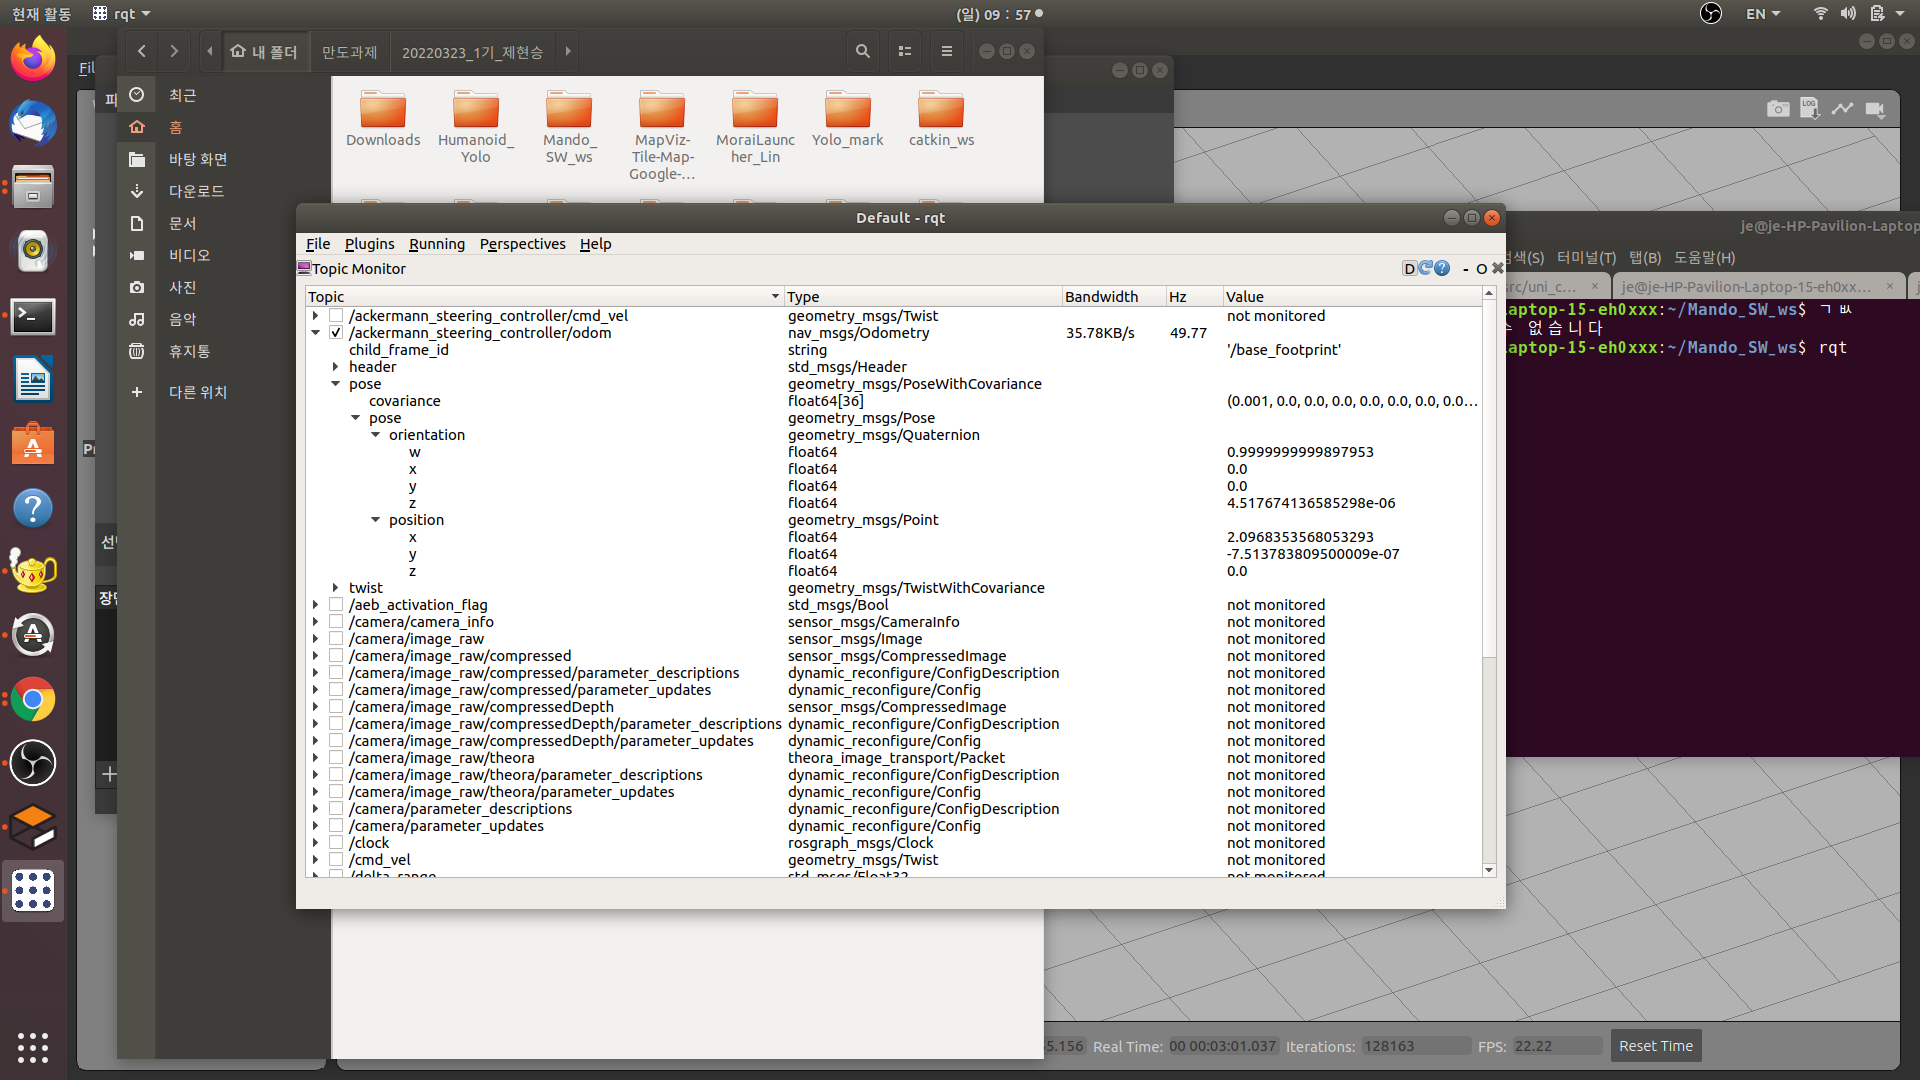 현재 활동
rqt
(일) 09 : 57
EN
내 폴더
만도과제
20220323_1기_제현승
최근
홈
바탕 화면
다운로드
문서
비디오
사진
음악
휴지통
다른 위치
Downloads
Humanoid_
Yolo
Mando_
SW_ws
MapViz-
Tile-Map-
Google-…
MoraiLaunc
her_Lin
Yolo_mark
catkin_ws
Default - rqt
File Plugins Running Perspectives Help
Topic Monitor
D - O
Topic Type Bandwidth Hz Value
/ackermann_steering_controller/cmd_vel geometry_msgs/Twist not monitored
/ackermann_steering_controller/odom nav_msgs/Odometry 35.78KB/s 49.77
child_frame_id string '/base_footprint'
header std_msgs/Header
pose geometry_msgs/PoseWithCovariance
covariance float64[36] (0.001, 0.0, 0.0, 0.0, 0.0, 0.0, 0.0, 0.0…
pose geometry_msgs/Pose
orientation geometry_msgs/Quaternion
w float64 0.9999999999897953
x float64 0.0
y float64 0.0
z float64 4.517674136585298e-06
position geometry_msgs/Point
x float64 2.0968353568053293
y float64 -7.513783809500009e-07
z float64 0.0
twist geometry_msgs/TwistWithCovariance
/aeb_activation_flag std_msgs/Bool not monitored
/camera/camera_info sensor_msgs/CameraInfo not monitored
/camera/image_raw sensor_msgs/Image not monitored
/camera/image_raw/compressed sensor_msgs/CompressedImage not monitored
/camera/image_raw/compressed/parameter_descriptions dynamic_reconfigure/ConfigDescription not monitored
/camera/image_raw/compressed/parameter_updates dynamic_reconfigure/Config not monitored
/camera/image_raw/compressedDepth sensor_msgs/CompressedImage not monitored
/camera/image_raw/compressedDepth/parameter_descriptions dynamic_reconfigure/ConfigDescription not monitored
/camera/image_raw/compressedDepth/parameter_updates dynamic_reconfigure/Config not monitored
/camera/image_raw/theora theora_image_transport/Packet not monitored
/camera/image_raw/theora/parameter_descriptions dynamic_reconfigure/ConfigDescription not monitored
/camera/image_raw/theora/parameter_updates dynamic_reconfigure/Config not monitored
/camera/parameter_descriptions dynamic_reconfigure/ConfigDescription not monitored
/camera/parameter_updates dynamic_reconfigure/Config not monitored
/clock rosgraph_msgs/Clock not monitored
/cmd_vel geometry_msgs/Twist not monitored
/delta_range std_msgs/Float32 not monitored
LOG
je@je-HP-Pavilion-Laptop
터미널(T) 탭(B) 도움말(H)
src/uni_c… × je@je-HP-Pavilion-Laptop-15-eh0xx… ×
aptop-15-eh0xxx:~/Mando_SW_ws$ ㄱㅄ
없습니다
aptop-15-eh0xxx:~/Mando_SW_ws$ rqt
5.156 Real Time: 00 00:03:01.037 Iterations: 128163 FPS: 22.22 Reset Time